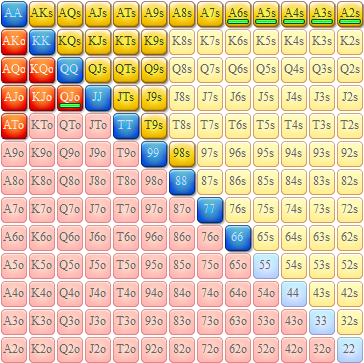 AA AKs AQs AJs ATs A9s A8s A7s A6s A5s A4s A3s A2s
AKo KK KQs KJs KTs K9s K8s K7s K6s K5s K4s K3s K2s
AQo KQo QQ QJs QTs Q9s Q8s Q7s Q6s Q5s Q4s Q3s Q2s
AJo KJo QJo JJ JTs J9s J8s J7s J6s J5s J4s J3s J2s
ATo KTo QTo JTo TT T9s T8s T7s T6s T5s T4s T3s T2s
A9o K9o Q9o J9o T9o 99 98s 97s 96s 95s 94s 93s 92s
A8o K8o Q8o J8o T8o 98o 88 87s 86s 85s 84s 83s 82s
A7o K7o Q7o J7o T7o 97o 87o 77 76s 75s 74s 73s 72s
A6o K6o Q6o J6o T6o 96o 86o 76o 66 65s 64s 63s 62s
A5o K5o Q5o J5o T5o 95o 85o 75o 65o 55 54s 53s 52s
A4o K4o Q4o J4o T4o 94o 84o 74o 64o 54o 44 43s 42s
A3o K3o Q3o J3o T3o 93o 83o 73o 63o 53o 43o 33 32s
A2o K2o Q2o J2o T2o 92o 82o 72o 62o 52o 42o 32o 22